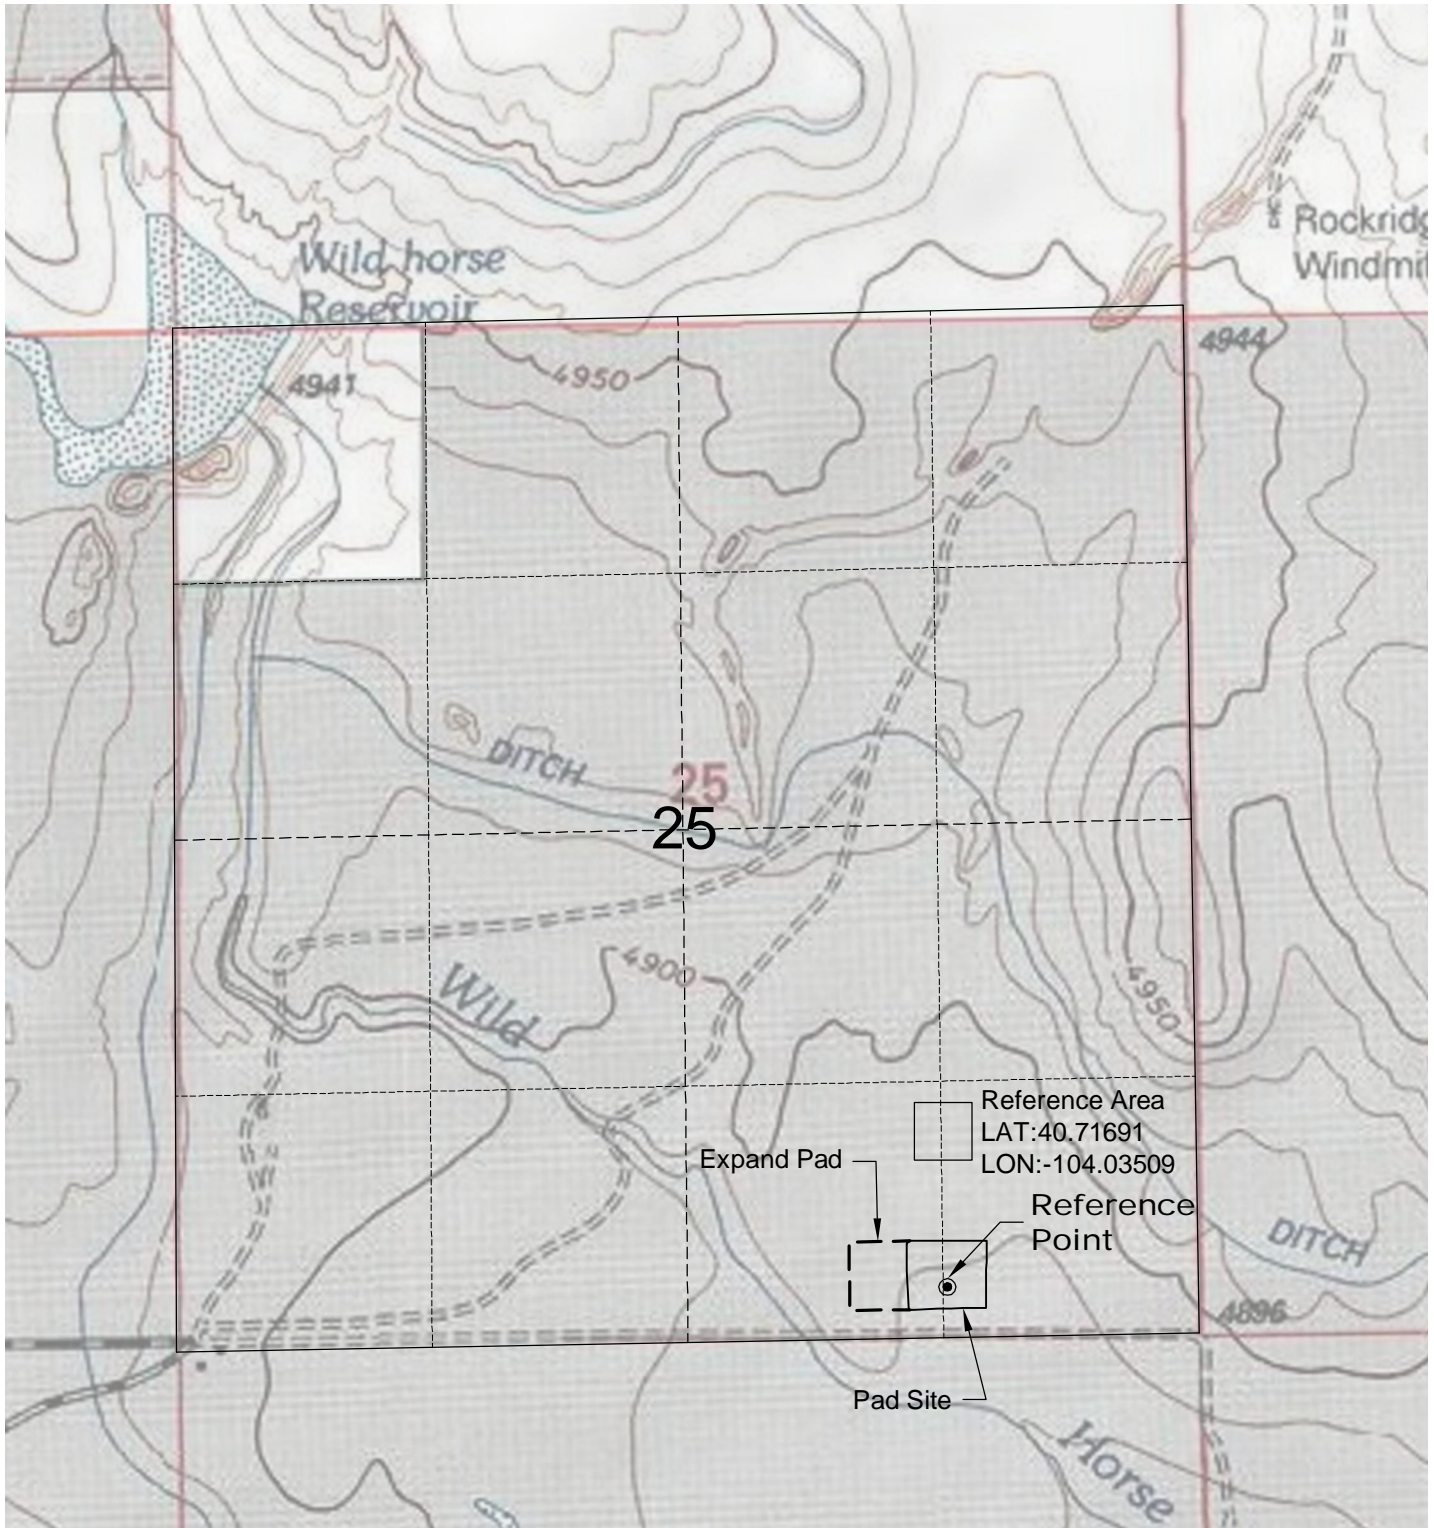 Wild horse
Reservoir
Rockridg
Windmil
4944
4941
4950
DITCH
25
25
4900
Wild
4950
Reference Area
LAT:40.71691
LON:-104.03509
Expand Pad
Reference
Point
DITCH
4896
Pad Site
Horse